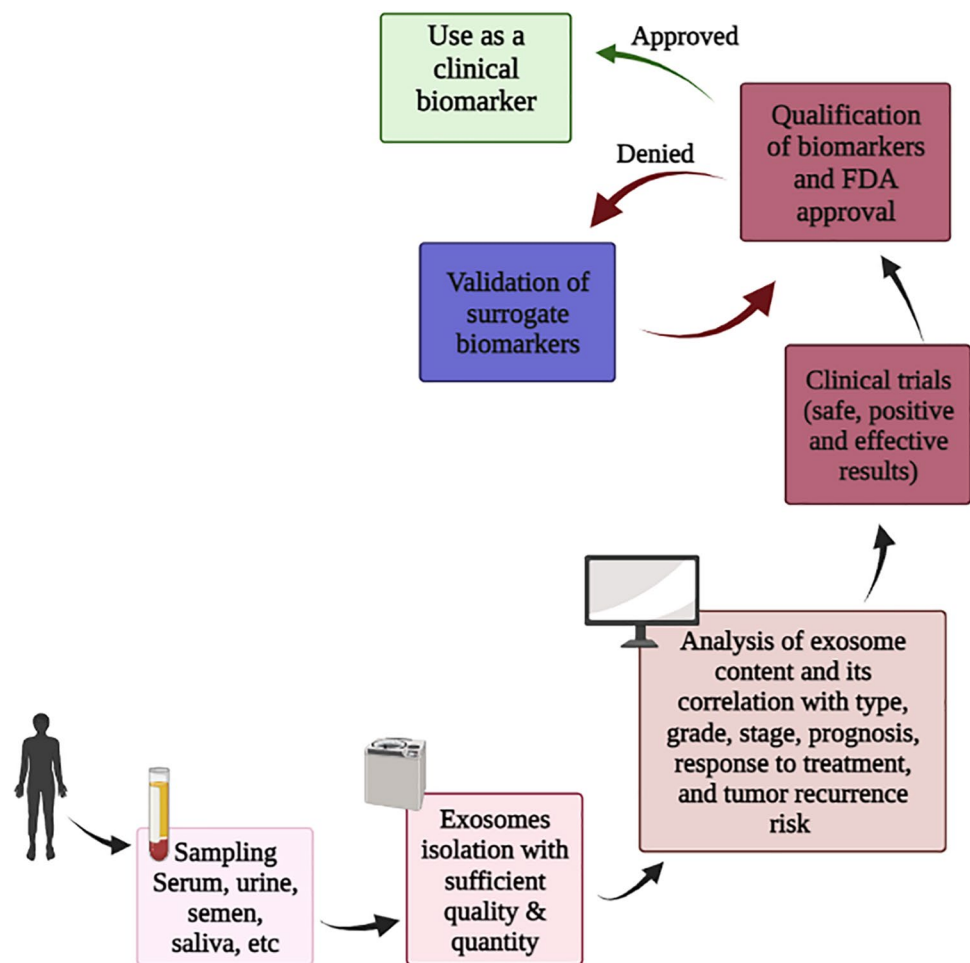 Use as a
clinical
biomarker
Approved
Qualification
of biomarkers
and FDA
approval
Denied
Validation of
surrogate
biomarkers
Clinical trials
(safe, positive
and effective
results)
Analysis of exosome
content and its
correlation with type,
grade, stage, prognosis,
response to treatment,
and tumor recurrence
risk
Sampling
Serum, urine,
semen,
saliva, etc
Exosomes
isolation with
sufficient
quality &
quantity